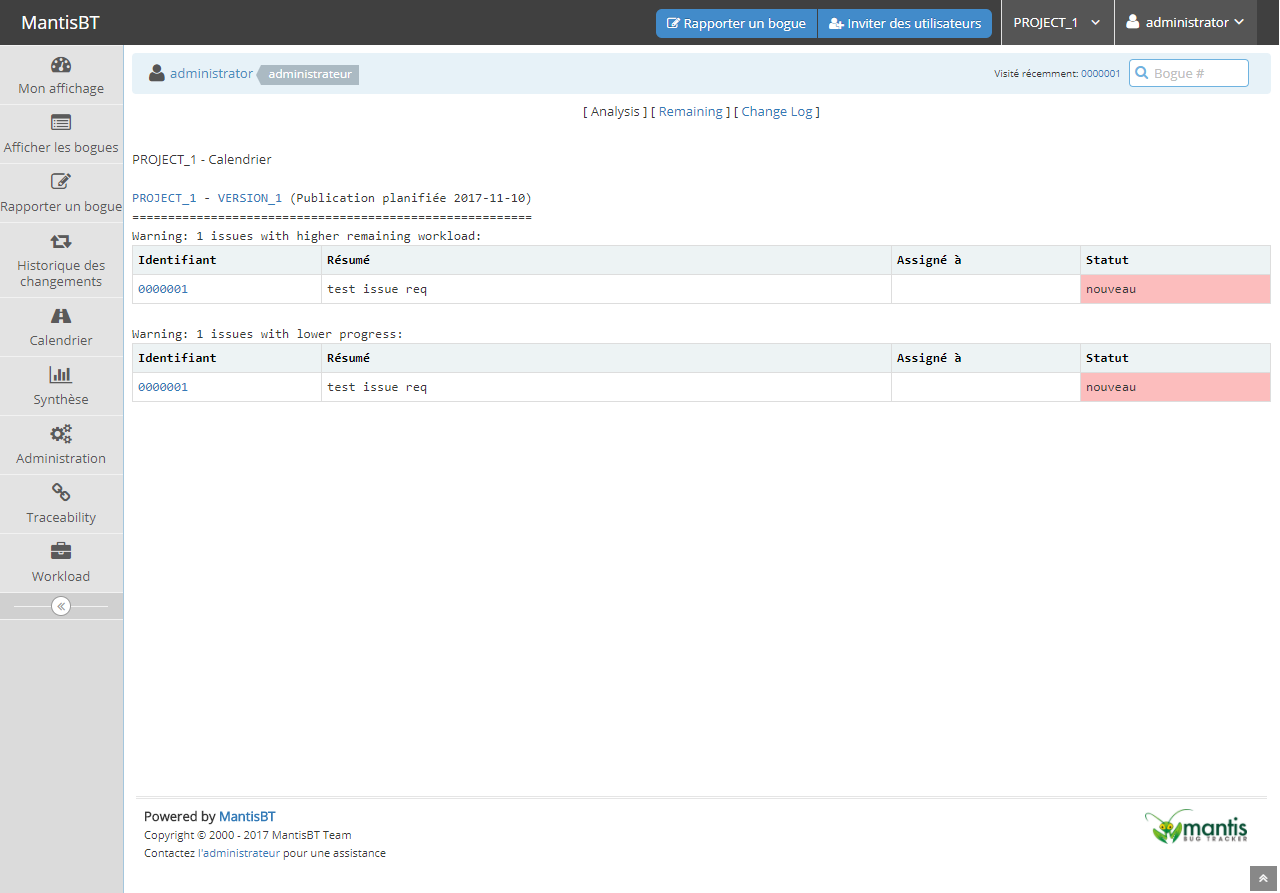 MantisBT
Rapporter un bogue
Inviter des utilisateurs
PROJECT_1
administrator
Mon affichage
Afficher les bogues
Rapporter un bogue
Historique des
changements
Calendrier
Synthèse
Administration
Traceability
Workload
administrator administrateur
Visité récemment: 0000001
Bogue #
[ Analysis ] [ Remaining ] [ Change Log ]
PROJECT_1 - Calendrier
PROJECT_1 - VERSION_1 (Publication planifiée 2017-11-10)
========================================================
Warning: 1 issues with higher remaining workload:
Identifiant Résumé Assigné à Statut
0000001 test issue req nouveau
Warning: 1 issues with lower progress:
Identifiant Résumé Assigné à Statut
0000001 test issue req nouveau
Powered by MantisBT
Copyright © 2000 - 2017 MantisBT Team
Contactez l'administrateur pour une assistance
mantis
BUG TRACKER